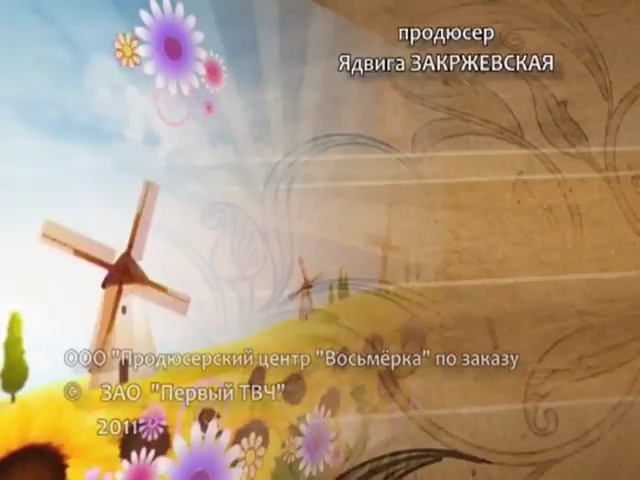 продюсер
Ядвига ЗАКРЖЕВСКАЯ
ООО "Продюсерский центр "Восьмёрка" по заказу
© ЗАО "Первый ТВЧ"
2011